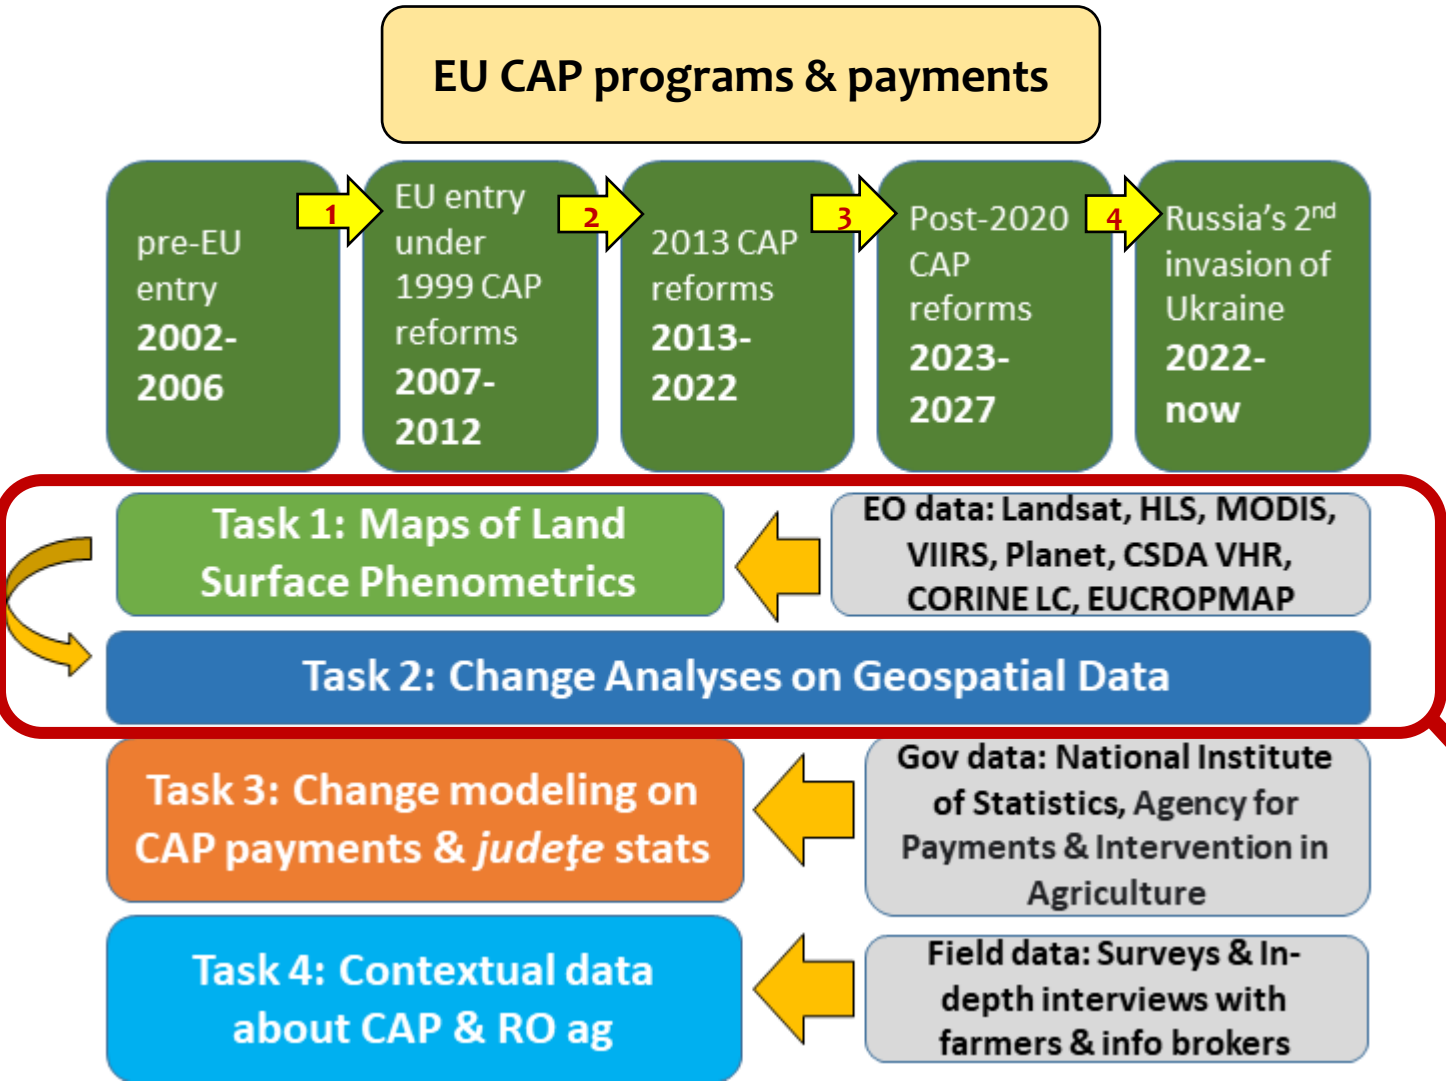 EU CAP programs & payments
pre-EU
entry
2002-
2006
1
EU entry
under
1999 CAP
reforms
2007-
2012
2
2013 CAP
reforms
2013-
2022
3
Post-2020
CAP
reforms
2023-
2027
4
Russia’s 2nd
invasion of
Ukraine
2022-
now
Task 1: Maps of Land
Surface Phenometrics
EO data: Landsat, HLS, MODIS,
VIIRS, Planet, CSDA VHR,
CORINE LC, EUCROPMAP
Task 2: Change Analyses on Geospatial Data
Task 3: Change modeling on
CAP payments & judeţe stats
Gov data: National Institute
of Statistics, Agency for
Payments & Intervention in
Agriculture
Task 4: Contextual data
about CAP & RO ag
Field data: Surveys & In-
depth interviews with
farmers & info brokers